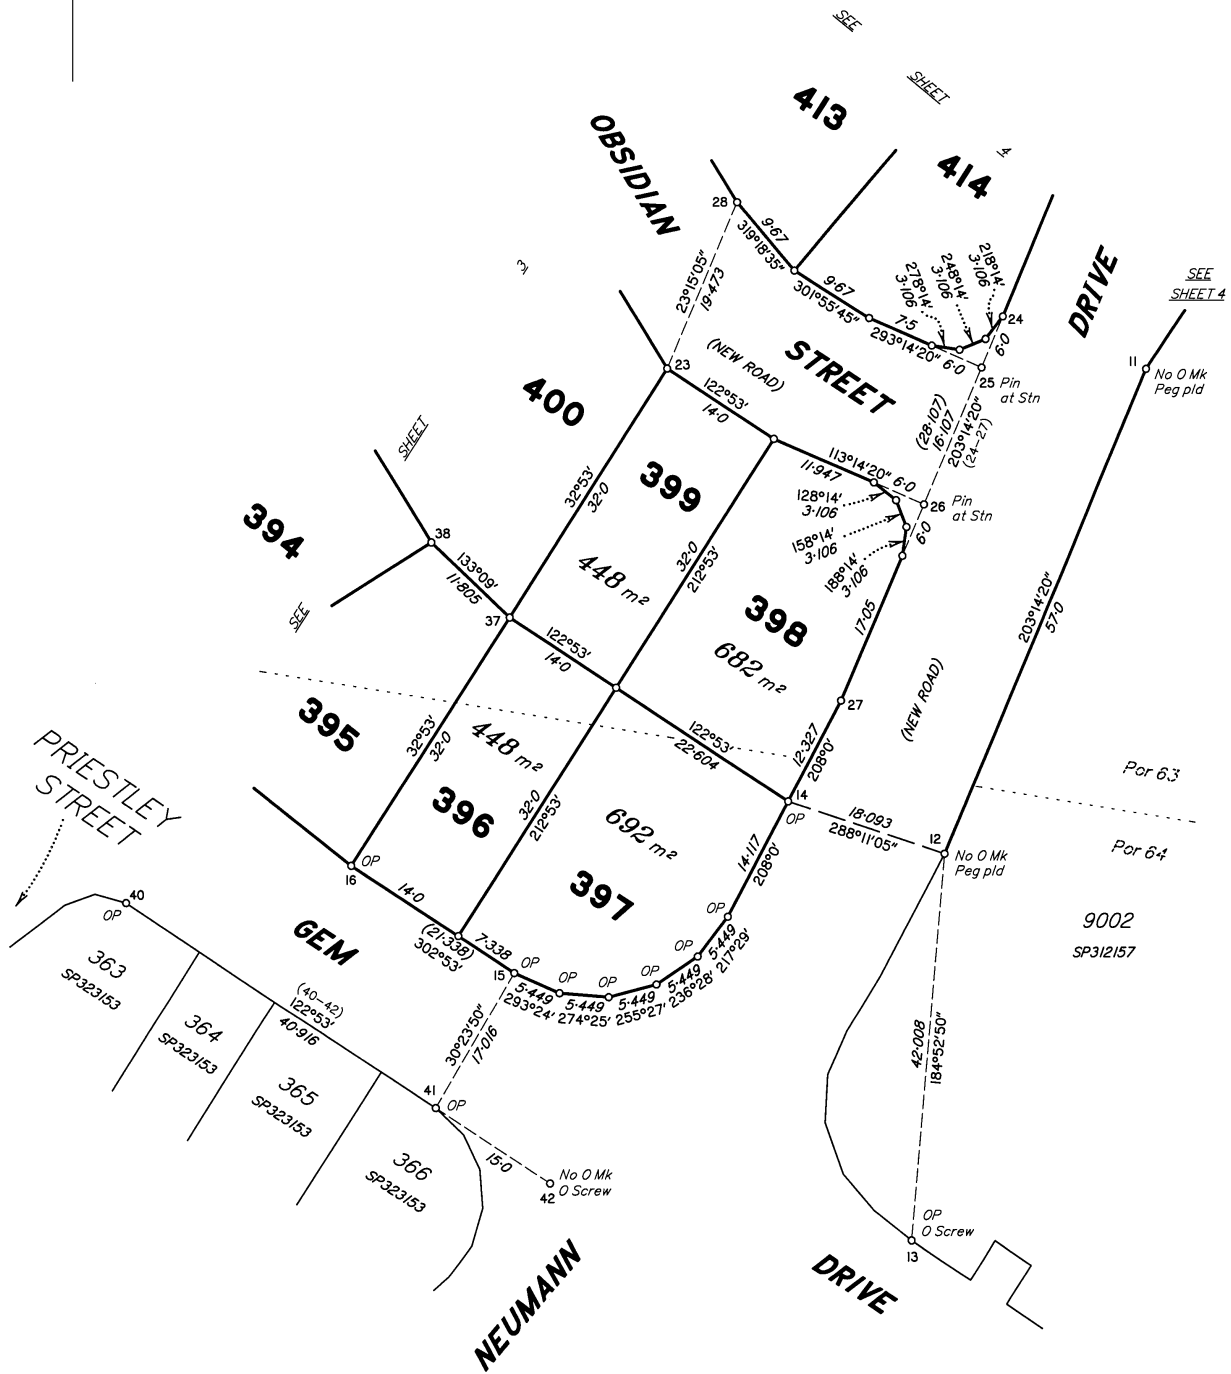 SEE
SHEET
4
413
414
OBSIDIAN
STREET
(NEW ROAD)
DRIVE
SEE
SHEET 4
28
9·67
319°18'35"
9·67
301°55'45"
7·5
293°14'20"
6·0
278°14'
3·106
248°14'
3·106
218°14'
3·106
24
6·0
25 Pin
at Stn
11
No O Mk
Peg pld
31
23°15'05"
19·473
23
122°53'
14·0
(28·107)
16·107
203°14'20"
(24-27)
400
399
448 m²
32°53'
32·0
113°14'20"
11·947
6·0
26
Pin
at Stn
6·0
128°14'
3·106
158°14'
3·106
188°14'
3·106
32·0
212°53'
398
682 m²
17·05
203°14'20"
57·0
SHEET
SEE
394
38
133°09'
11·805
37
122°53'
14·0
27
(NEW ROAD)
122°53'
22·604
12·327
208°0'
395
32°53'
32·0
448 m²
396
32·0
212°53'
692 m²
397
14
OP
18·093
288°11'05"
12
No O Mk
Peg pld
Por 63
Por 64
9002
SP312157
PRIESTLEY
STREET
16
OP
14·0
(21·338)
302°53'
7·338
15
14·117
208°0'
OP
OP
OP
OP
OP
5·449
293°24'
5·449
274°25'
5·449
255°27'
5·449
236°28'
5·449
217°29'
40
OP
GEM
363
SP323153
364
SP323153
365
SP323153
366
SP323153
(40-42)
122°53'
40·916
30°23'50"
17·016
41
OP
15·0
42
No O Mk
O Screw
42·008
184°52'50"
OP
O Screw
13
NEUMANN
DRIVE